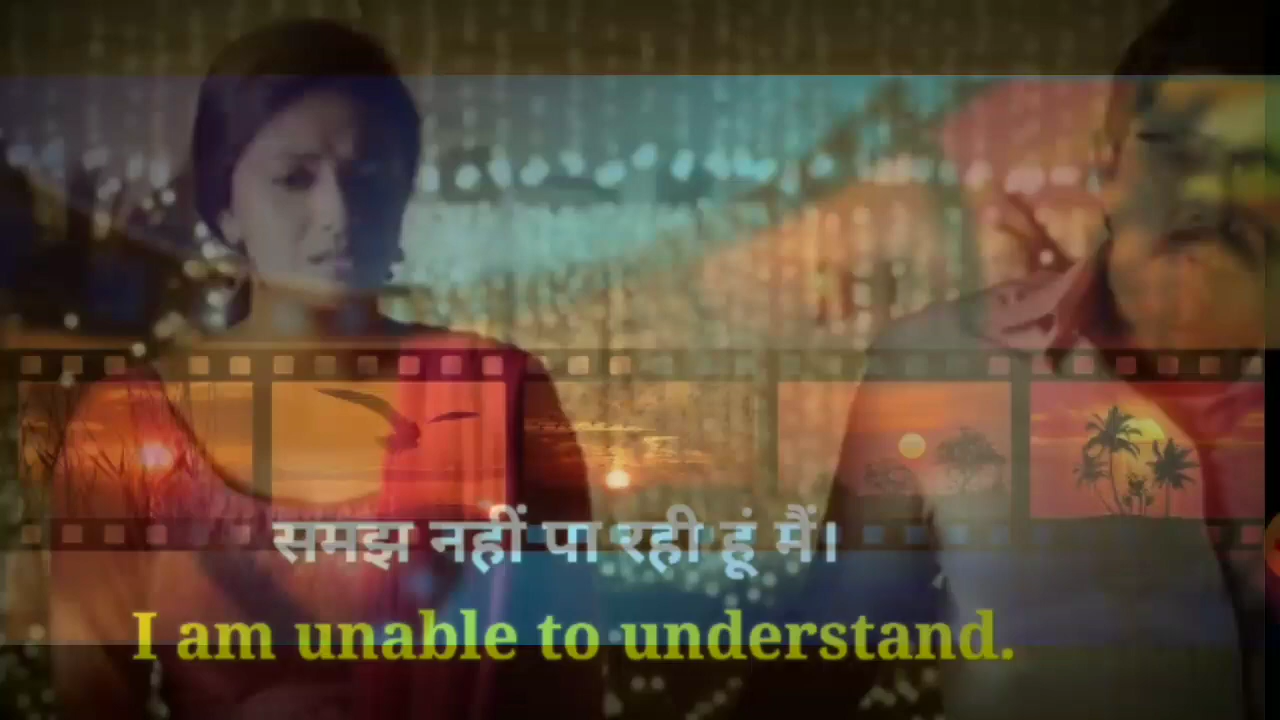 समझ नहीं पा रही हूं मैं।
I am unable to understand.